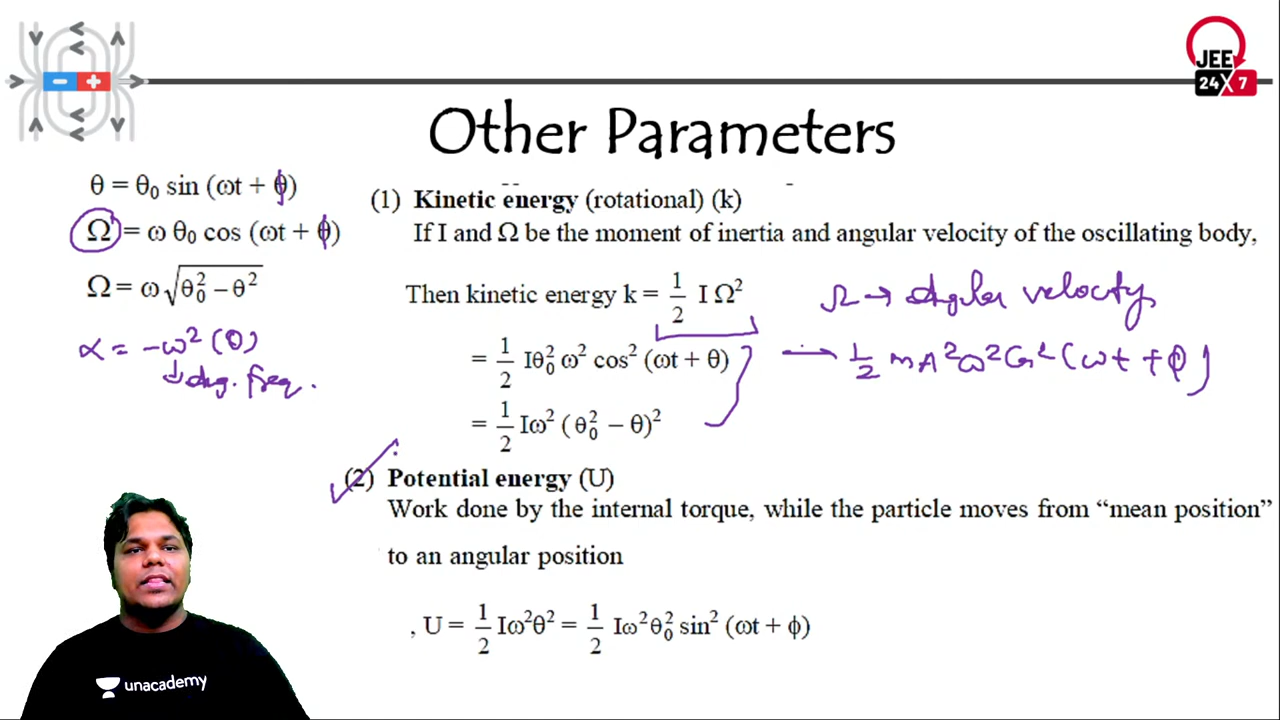 JEE
24X7
Other Parameters
θ = θ₀ sin (ωt + ϕ)
Ω = ω θ₀ cos (ωt + ϕ)
Ω = ω√(θ₀² − θ²)
α = −ω² (θ)
↓ Ang. freq.
(1) Kinetic energy (rotational) (k)
If I and Ω be the moment of inertia and angular velocity of the oscillating body,
Then kinetic energy k = 1/2 I Ω²
Ω → Angular velocity
= 1/2 Iθ₀² ω² cos² (ωt + θ)
→ 1/2 mA²ω²Cos² (ωt + ϕ)
= 1/2 Iω² (θ₀² − θ)²
(2) Potential energy (U)
Work done by the internal torque, while the particle moves from “mean position”
to an angular position
, U = 1/2 Iω²θ² = 1/2 Iω²θ₀² sin² (ωt + ϕ)
unacademy